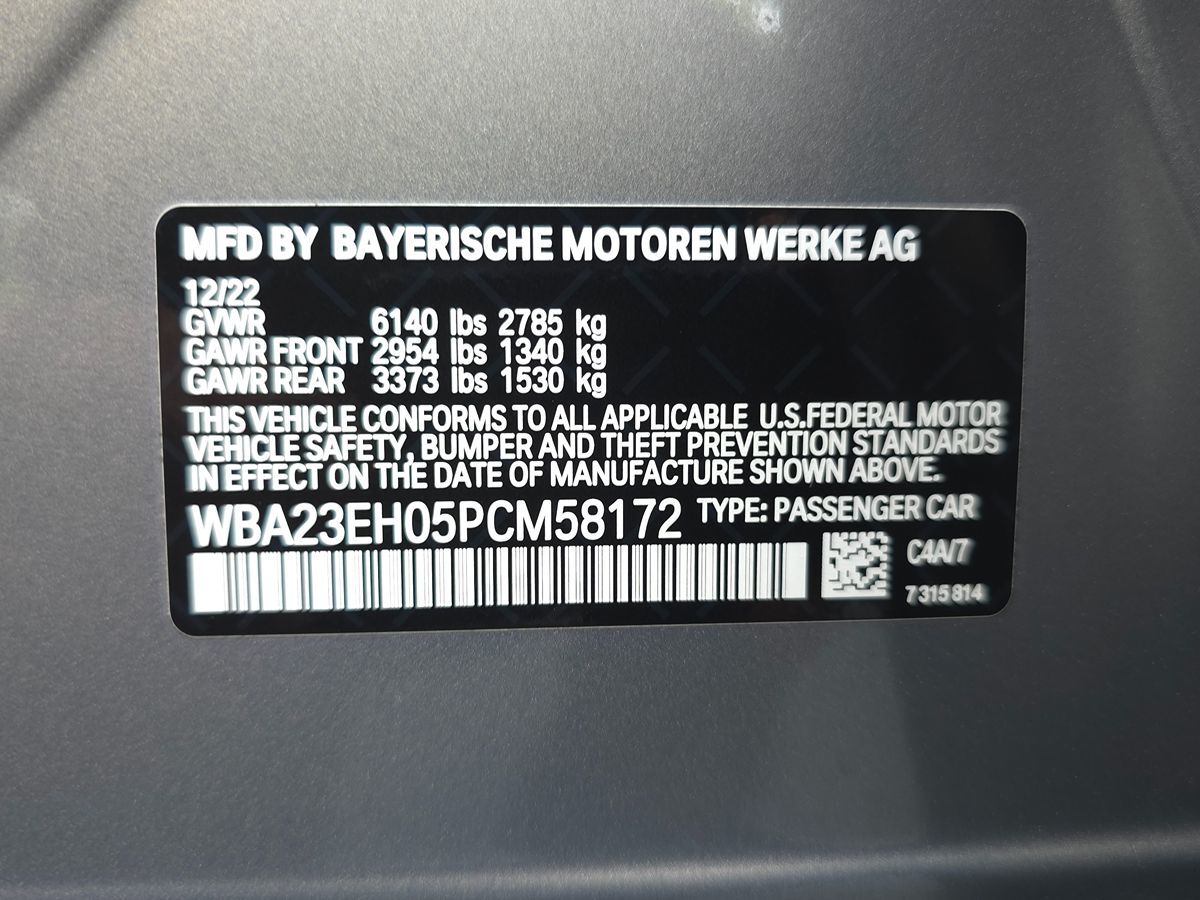 MFD BY BAYERISCHE MOTOREN WERKE AG
12/22
GVWR 6140 lbs 2785 kg
GAWR FRONT 2954 lbs 1340 kg
GAWR REAR 3373 lbs 1530 kg
THIS VEHICLE CONFORMS TO ALL APPLICABLE U.S.FEDERAL MOTOR
VEHICLE SAFETY, BUMPER AND THEFT PREVENTION STANDARDS
IN EFFECT ON THE DATE OF MANUFACTURE SHOWN ABOVE.
WBA23EH05PCM58172 TYPE: PASSENGER CAR
C4A/7
7 315 814